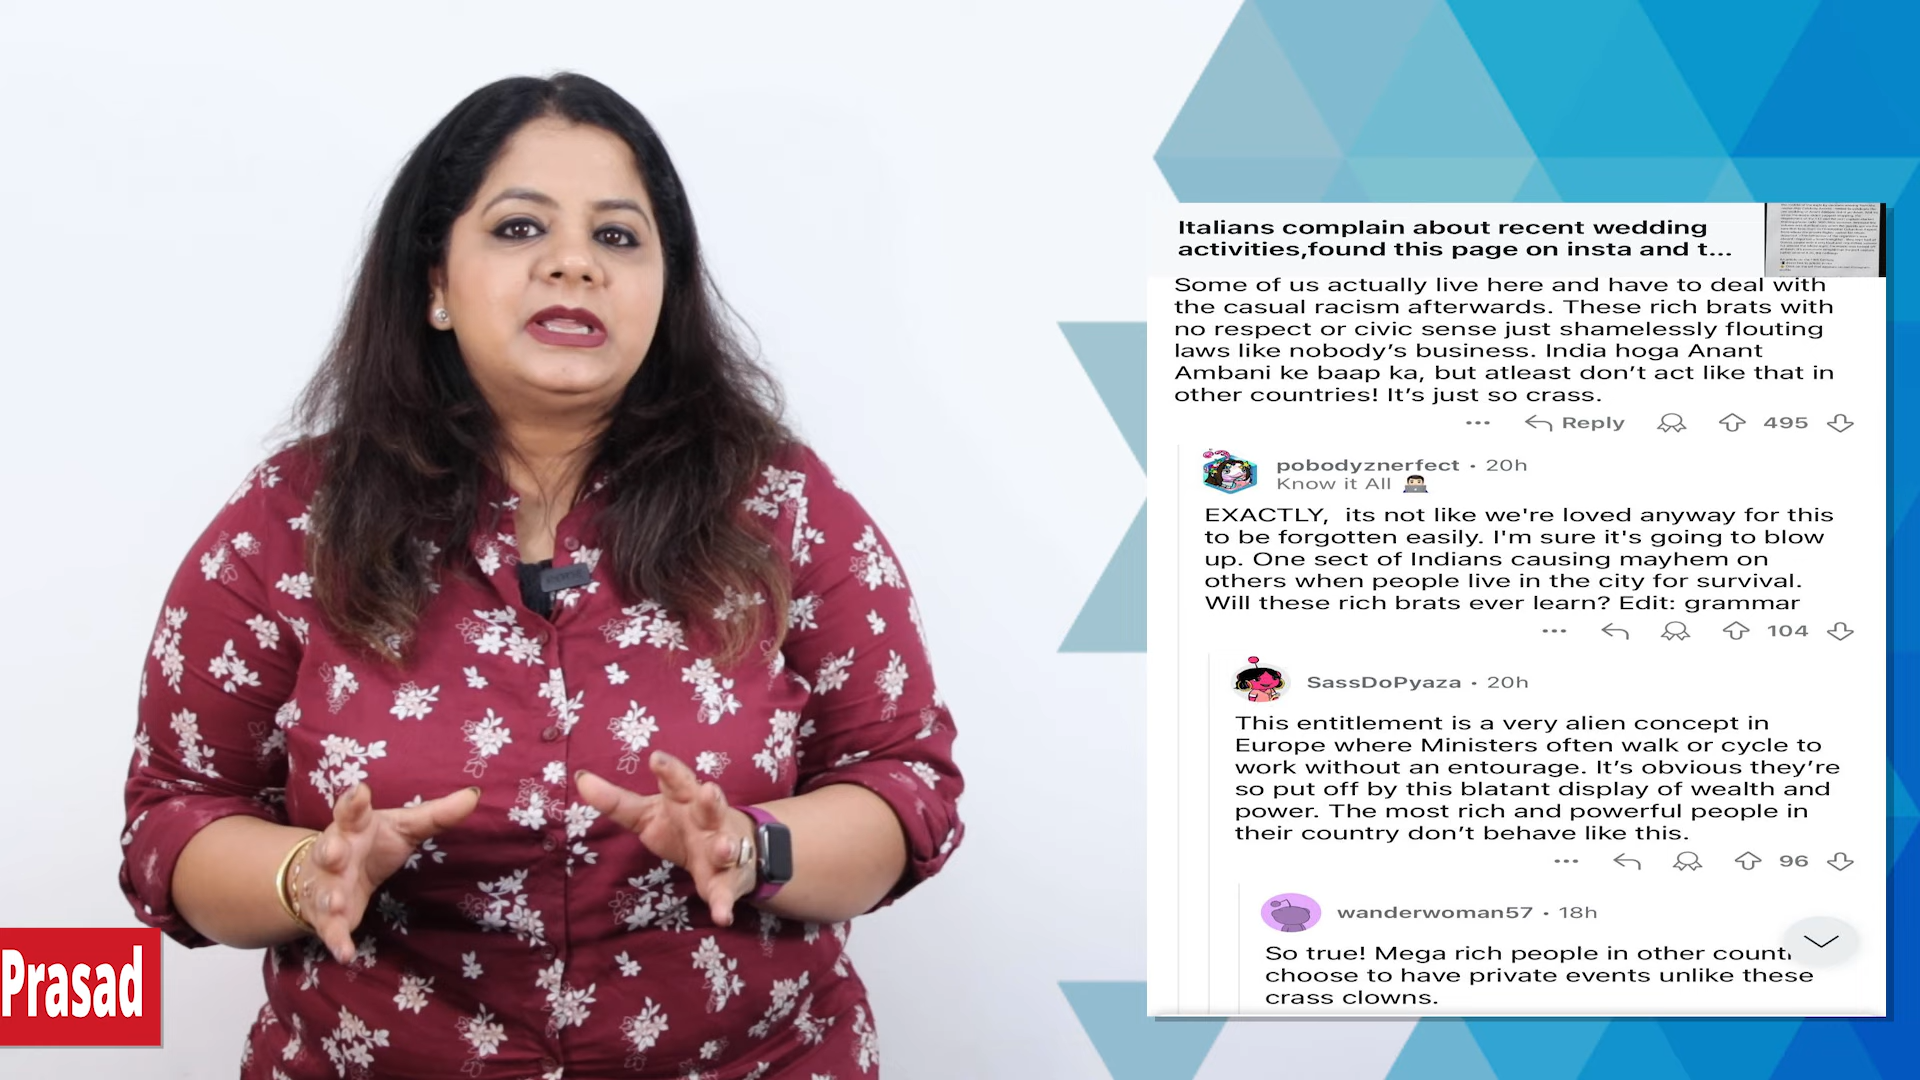 Italians complain about recent wedding
activities,found this page on insta and t...
Some of us actually live here and have to deal with
the casual racism afterwards. These rich brats with
no respect or civic sense just shamelessly flouting
laws like nobody’s business. India hoga Anant
Ambani ke baap ka, but atleast don’t act like that in
other countries! It’s just so crass.
Reply 495
pobodyznerfect • 20h
Know it All
EXACTLY, its not like we're loved anyway for this
to be forgotten easily. I'm sure it's going to blow
up. One sect of Indians causing mayhem on
others when people live in the city for survival.
Will these rich brats ever learn? Edit: grammar
104
SassDoPyaza • 20h
This entitlement is a very alien concept in
Europe where Ministers often walk or cycle to
work without an entourage. It’s obvious they’re
so put off by this blatant display of wealth and
power. The most rich and powerful people in
their country don’t behave like this.
96
wanderwoman57 • 18h
So true! Mega rich people in other countr
choose to have private events unlike these
crass clowns.
Prasad